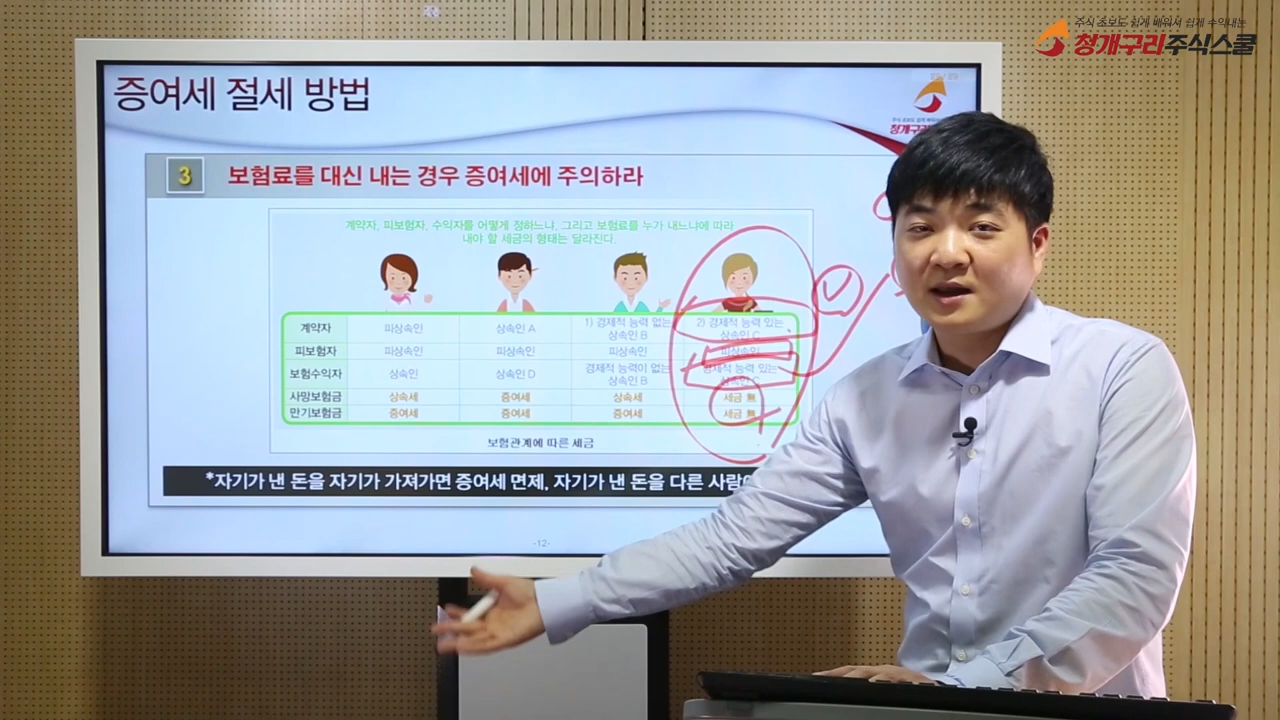 주식 초보도 쉽게 배워서 쉽게 수익내는
청개구리주식스쿨
증여세 절세 방법
3 보험료를 대신 내는 경우 증여세에 주의하라
계약자, 피보험자, 수익자를 어떻게 정하느냐, 그리고 보험료를 누가 내느냐에 따라
내야 할 세금의 형태는 달라진다.
계약자 피상속인 상속인 A 1) 경제적 능력 없는 상속인 B 2) 경제적 능력 있는 상속인 C
피보험자 피상속인 피상속인 피상속인 피상속인
보험수익자 상속인 상속인 D 경제적 능력이 없는 상속인 B 경제적 능력 있는 상속인 C
사망보험금 상속세 증여세 상속세 세금 無
만기보험금 증여세 증여세 증여세 세금 無
보험관계에 따른 세금
*자기가 낸 돈을 자기가 가져가면 증여세 면제, 자기가 낸 돈을 다른
-12-